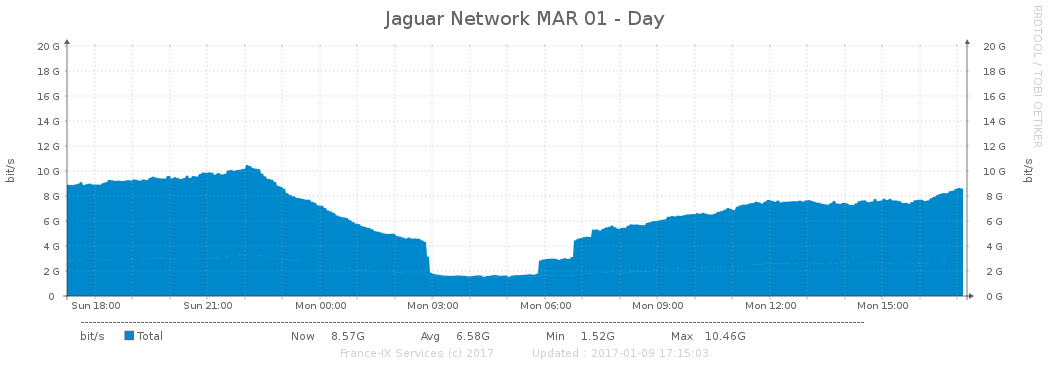 Jaguar Network MAR 01 - Day
RRDTOOL / TOBI OETIKER
bit/s
20 G 20 G
18 G 18 G
16 G 16 G
14 G 14 G
12 G 12 G
10 G 10 G
8 G 8 G
6 G 6 G
4 G 4 G
2 G 2 G
0 0 G
bit/s
Sun 18:00 Sun 21:00 Mon 00:00 Mon 03:00 Mon 06:00 Mon 09:00 Mon 12:00 Mon 15:00
bit/s Total Now 8.57G Avg 6.58G Min 1.52G Max 10.46G
France-IX Services (c) 2017 Updated : 2017-01-09 17:15:03